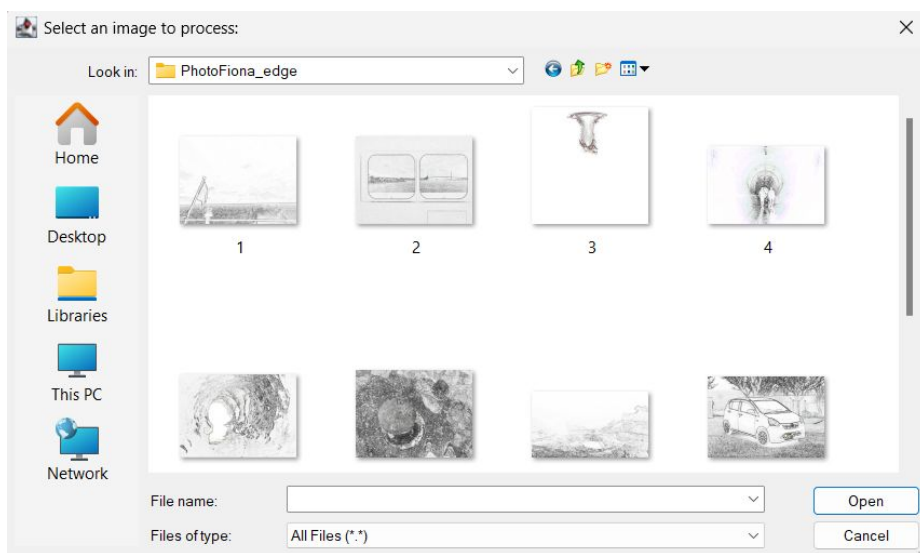 Select an image to process:
Look in: PhotoFiona_edge
Home
Desktop
Libraries
This PC
Network
1 2 3 4
File name:
Open
Files of type: All Files (*.*)
Cancel